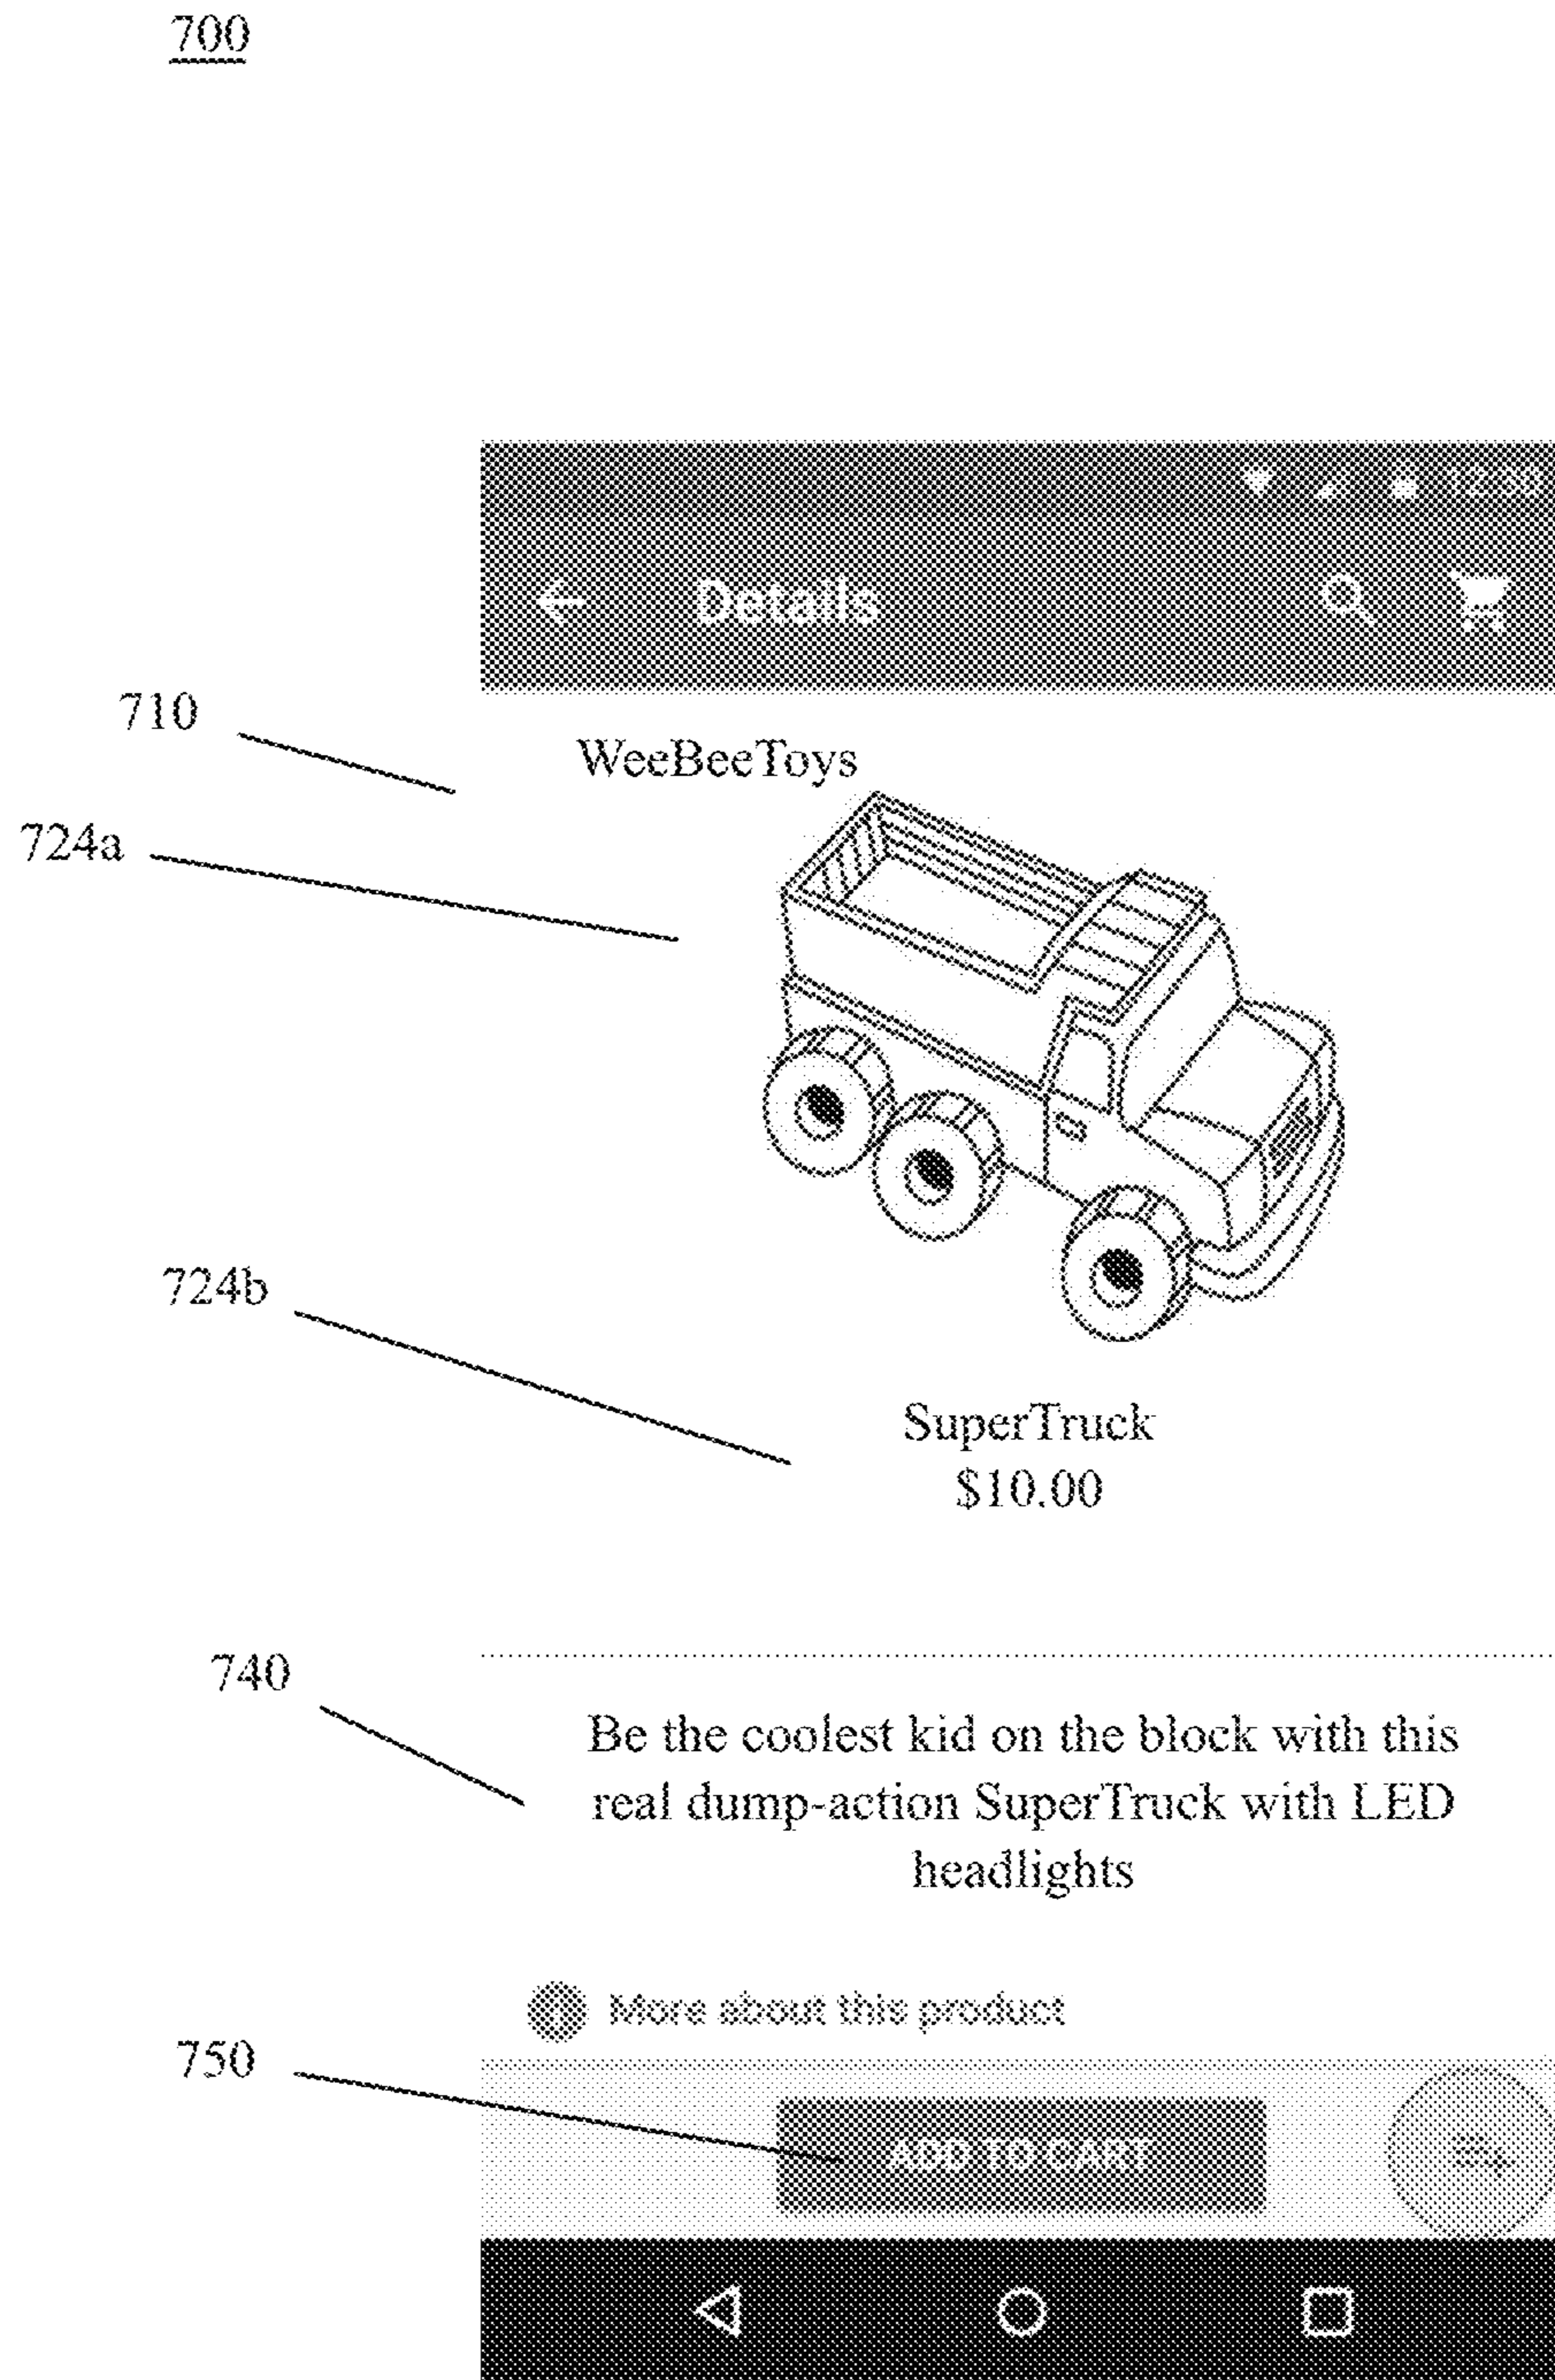 700
Details
710
WeeBeeToys
724a
724b
SuperTruck
$10.00
740
Be the coolest kid on the block with this
real dump-action SuperTruck with LED
headlights
More about this product
750
ADD TO CART